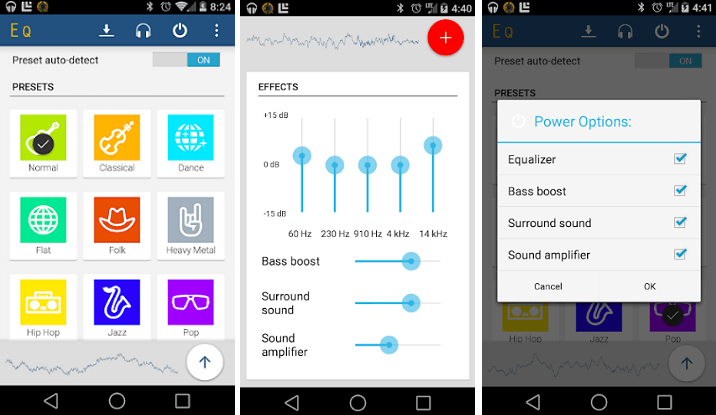 8:24
EQ
Preset auto-detect
ON
PRESETS
Normal
Classical
Dance
Flat
Folk
Heavy Metal
Hip Hop
Jazz
Pop
LTE
4:40
EFFECTS
+15 dB
0 dB
-15 dB
60 Hz
230 Hz
910 Hz
4 kHz
14 kHz
Bass boost
Surround
sound
Sound
amplifier
LTE
4:41
EQ
Preset auto-detect
ON
PRESETS
Power Options:
Equalizer
Bass boost
Surround sound
Sound amplifier
Cancel
OK
Hip Hop
Jazz
Pop